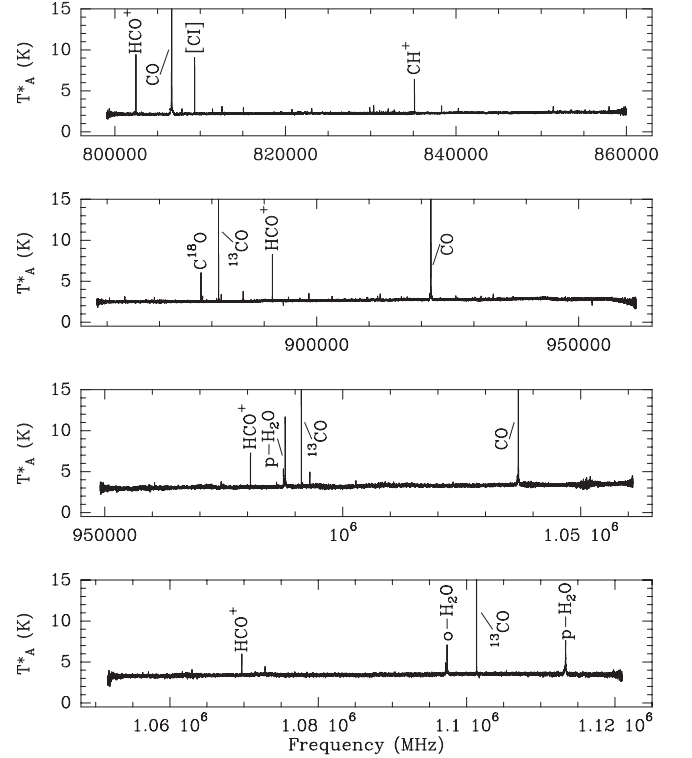 T*A (K)
15
10
5
0
HCO+
CO
[CI]
CH+
800000
820000
840000
860000
T*A (K)
15
10
5
0
C18O
13CO
HCO+
CO
900000
950000
T*A (K)
15
10
5
0
HCO+
p-H2O
13CO
CO
950000
10^6
1.05 10^6
T*A (K)
15
10
5
0
HCO+
o-H2O
13CO
p-H2O
1.06 10^6
1.08 10^6
1.1 10^6
1.12 10^6
Frequency (MHz)